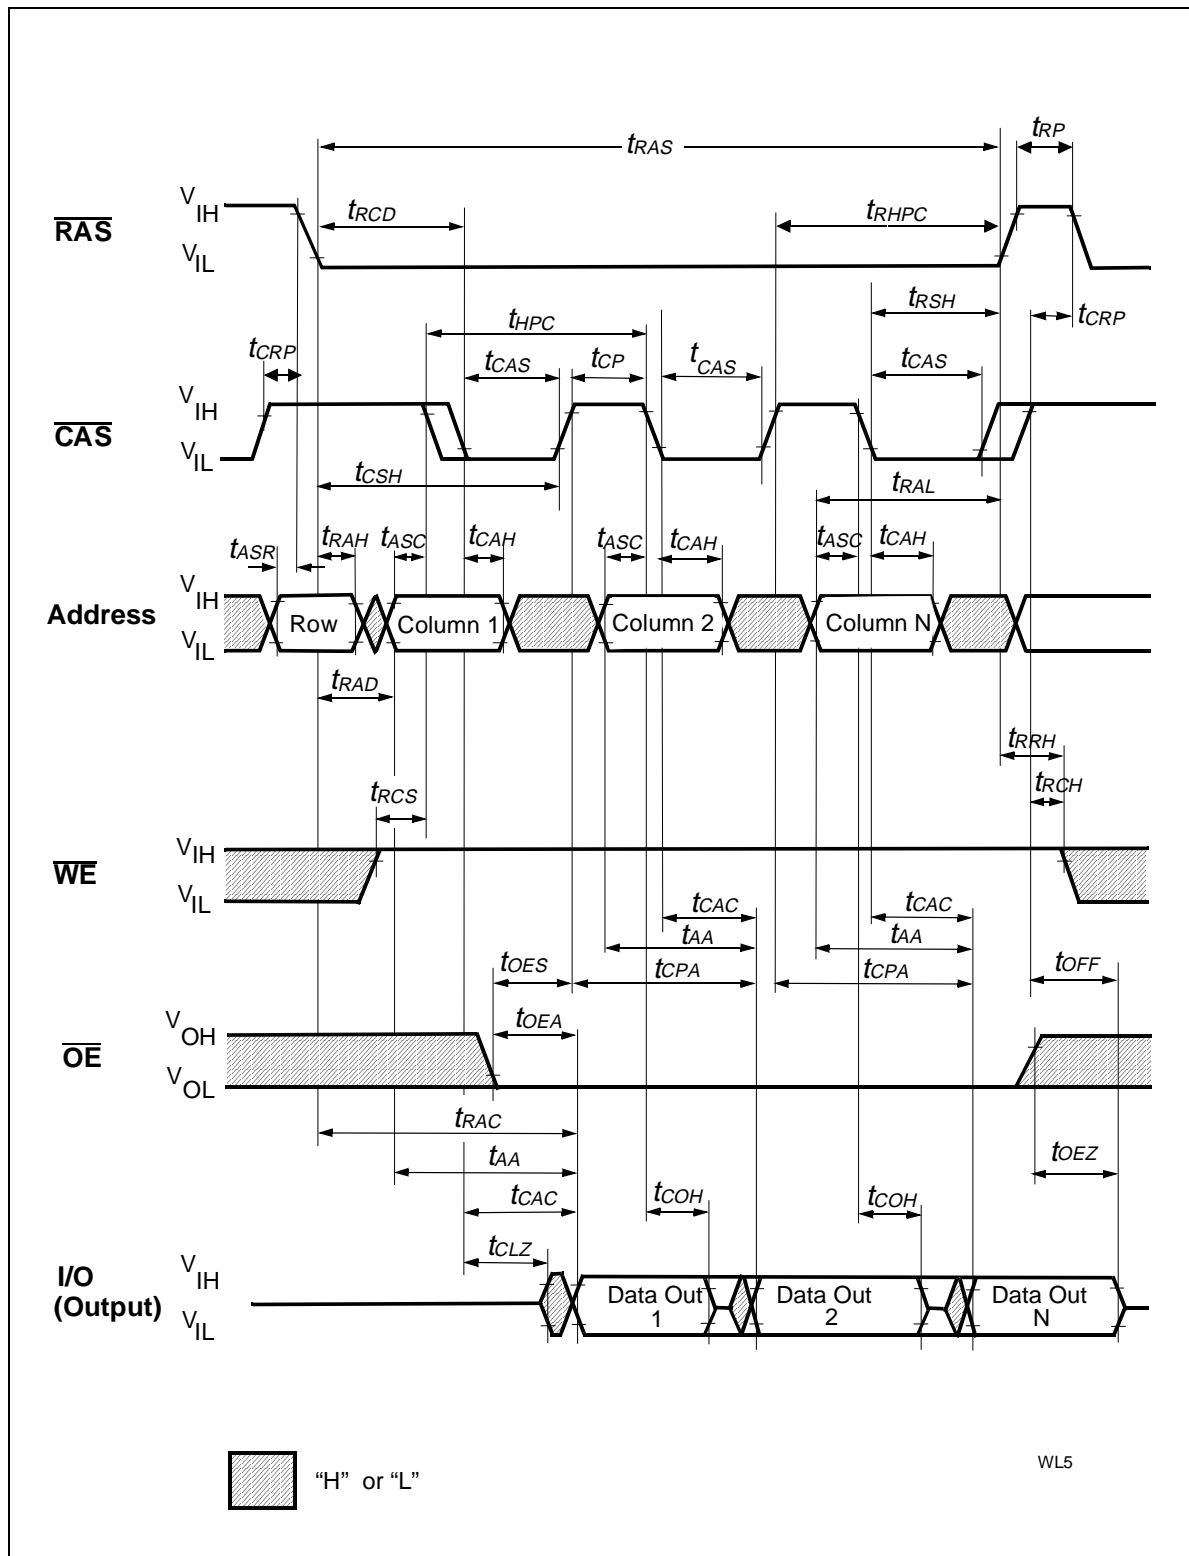 tRAS
tRP
VIH
RAS
VIL
tRCD
tRHPC
tRSH
tCRP
tHPC
tCRP
tCAS
tCP
tCAS
tCAS
VIH
CAS
VIL
tCSH
tRAL
tASR
tRAH
tASC
tCAH
tASC
tCAH
tASC
tCAH
VIH
Address
VIL
Row
Column 1
Column 2
Column N
tRAD
tRRH
tRCS
tRCH
VIH
WE
VIL
tCAC
tCAC
tAA
tAA
tOES
tCPA
tCPA
tOFF
tOEA
VOH
OE
VOL
tRAC
tOEZ
tAA
tCAC
tCOH
tCOH
tCLZ
VIH
I/O
(Output)
VIL
Data Out
1
Data Out
2
Data Out
N
“H” or “L”
WL5